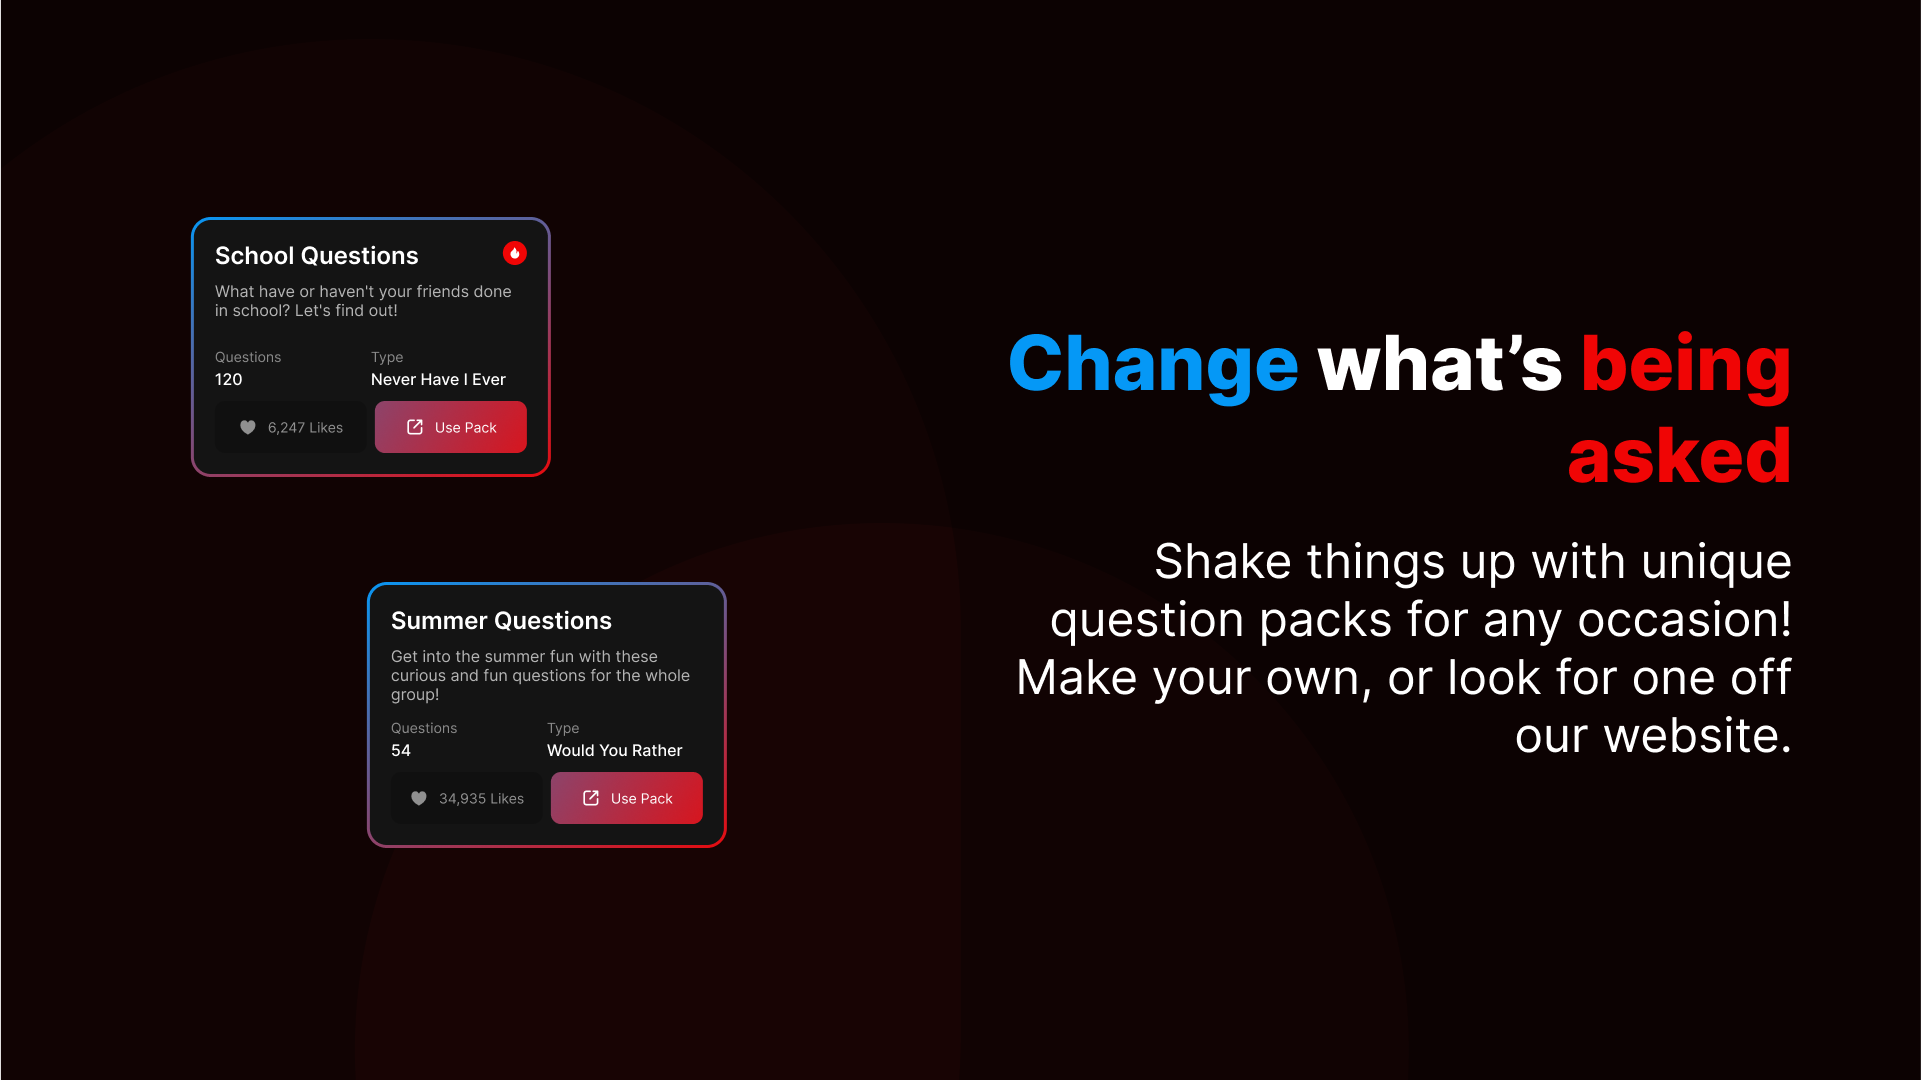 School Questions
What have or haven't your friends done
in school? Let's find out!
Questions
Type
120
Never Have I Ever
6,247 Likes
Use Pack
Summer Questions
Get into the summer fun with these
curious and fun questions for the whole
group!
Questions
Type
54
Would You Rather
34,935 Likes
Use Pack
Change what’s being
asked
Shake things up with unique
question packs for any occasion!
Make your own, or look for one off
our website.